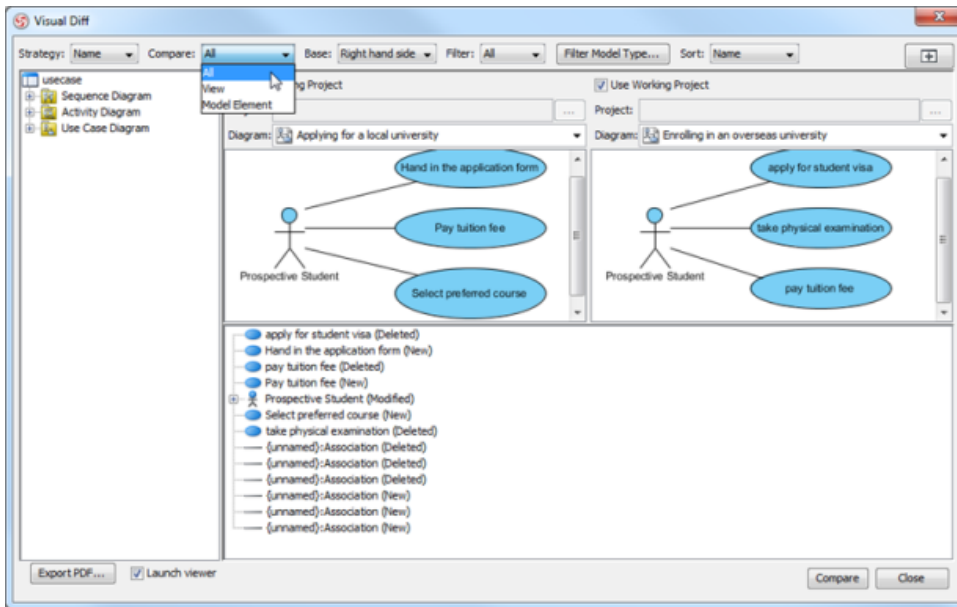 Visual Diff
Strategy: Name Compare: All Base: Right hand side Filter: All Filter Model Type... Sort: Name
All
View
Model Element
usecase
Sequence Diagram
Activity Diagram
Use Case Diagram
ng Project
Diagram: Applying for a local university
Hand in the application form
Pay tuition fee
Prospective Student
Select preferred course
Use Working Project
Project:
Diagram: Enrolling in an overseas university
apply for student visa
take physical examination
Prospective Student
pay tuition fee
apply for student visa (Deleted)
Hand in the application form (New)
pay tuition fee (Deleted)
Pay tuition fee (New)
Prospective Student (Modified)
Select preferred course (New)
take physical examination (Deleted)
{unnamed}:Association (Deleted)
{unnamed}:Association (Deleted)
{unnamed}:Association (Deleted)
{unnamed}:Association (New)
{unnamed}:Association (New)
{unnamed}:Association (New)
Export PDF... Launch viewer
Compare Close